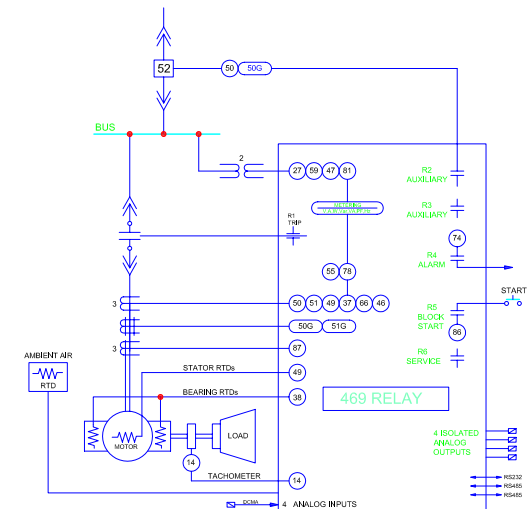 52
50
50G
BUS
2
27
59
47
81
R2
AUXILIARY
METERING
R3
AUXILIARY
R1
TRIP
74
R4
ALARM
55
78
START
3
50
51
49
37
66
46
R5
BLOCK
START
50G
51G
86
3
87
R6
SERVICE
AMBIENT AIR
RTD
STATOR RTDs
49
BEARING RTDs
38
469 RELAY
MOTOR
LOAD
4 ISOLATED
ANALOG
OUTPUTS
14
TACHOMETER
14
RS232
RS485
RS485
DCMA
4 ANALOG INPUTS